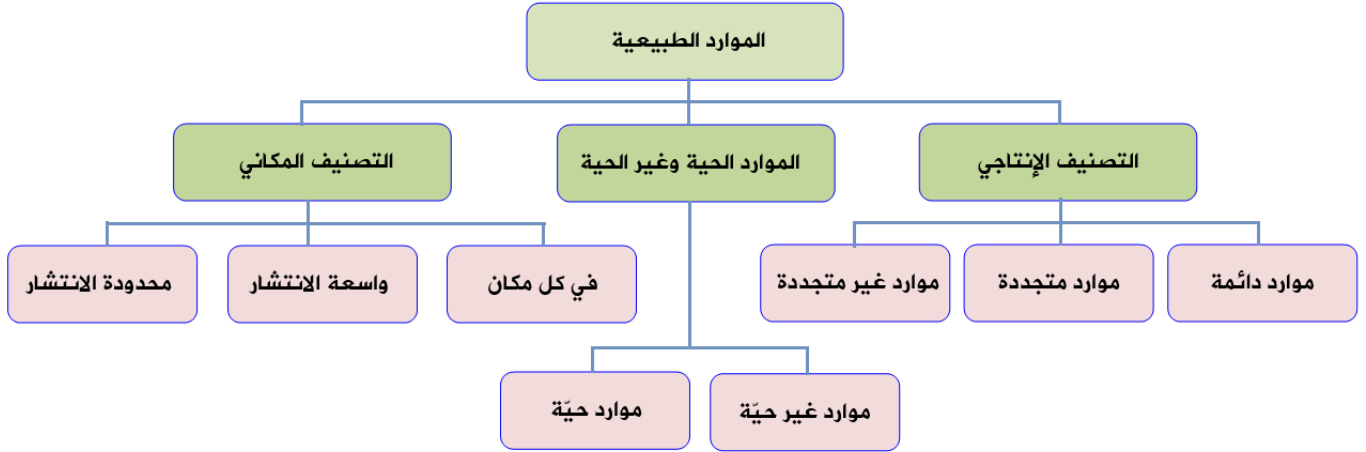 الموارد الطبيعية
التصنيف الإنتاجي
الموارد الحية وغير الحية
التصنيف المكاني
موارد دائمة
موارد متجددة
موارد غير متجددة
في كل مكان
واسعة الانتشار
محدودة الانتشار
موارد غير حيّة
موارد حيّة